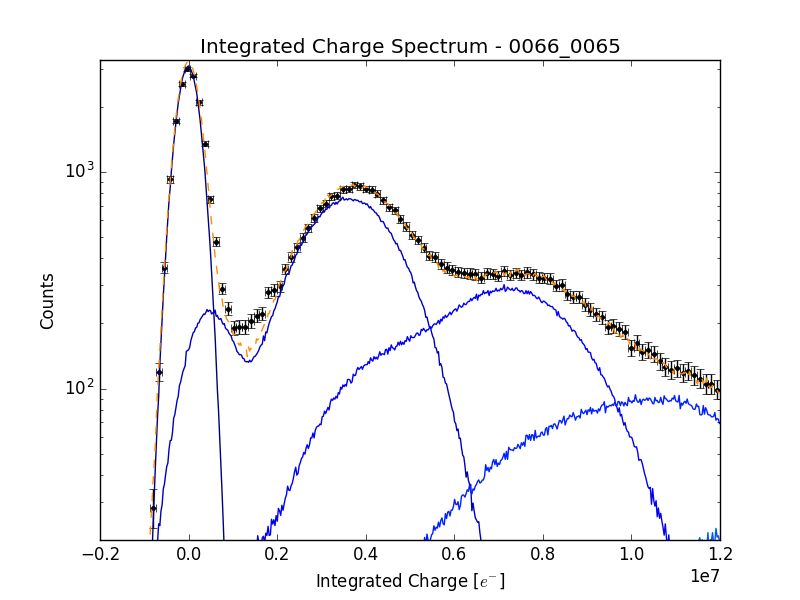 Integrated Charge Spectrum - 0066_0065
10³
10²
Counts
−0.2 0.0 0.2 0.4 0.6 0.8 1.0 1.2
1e7
Integrated Charge [e⁻]